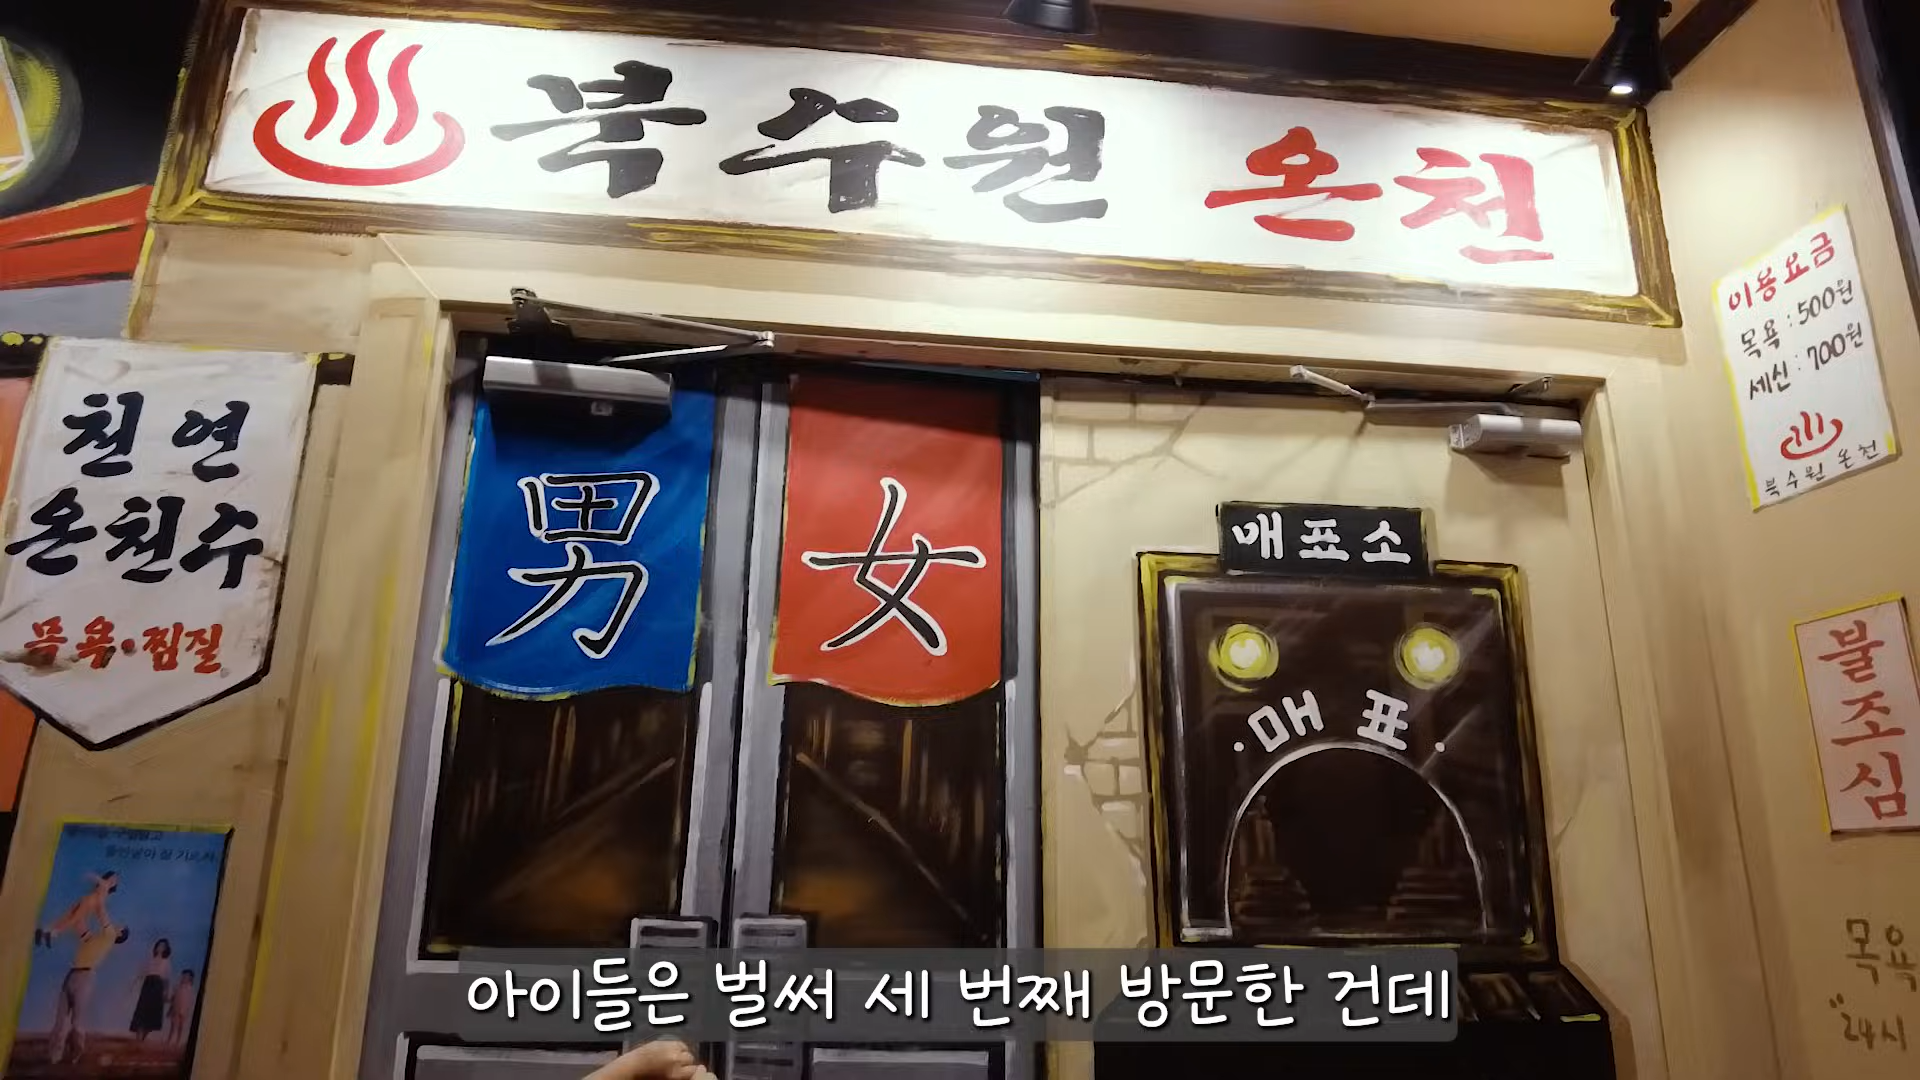 북수원 온천
이용요금
목욕 : 500원
세신 : 700원
북수원 온천
천연
온천수
목욕·찜질
男
女
매표소
·매표·
불조심
목욕
"24시
아이들은 벌써 세 번째 방문한 건데